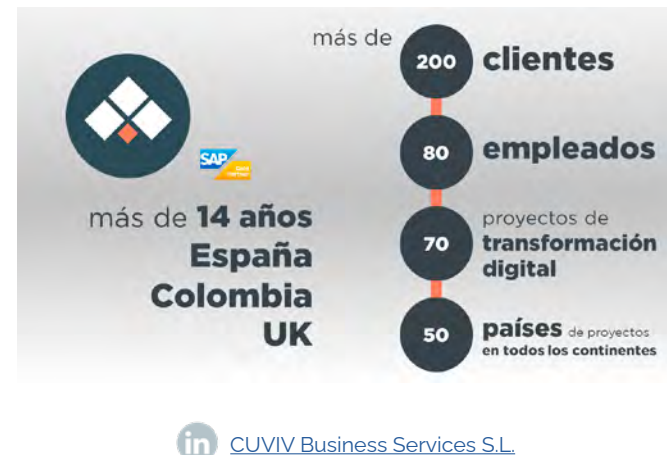 SAP
más de 14 años
España
Colombia
UK
más de
200 clientes
80 empleados
70 proyectos de
transformación
digital
50 países de proyectos
en todos los continentes
in CUVIV Business Services S.L.